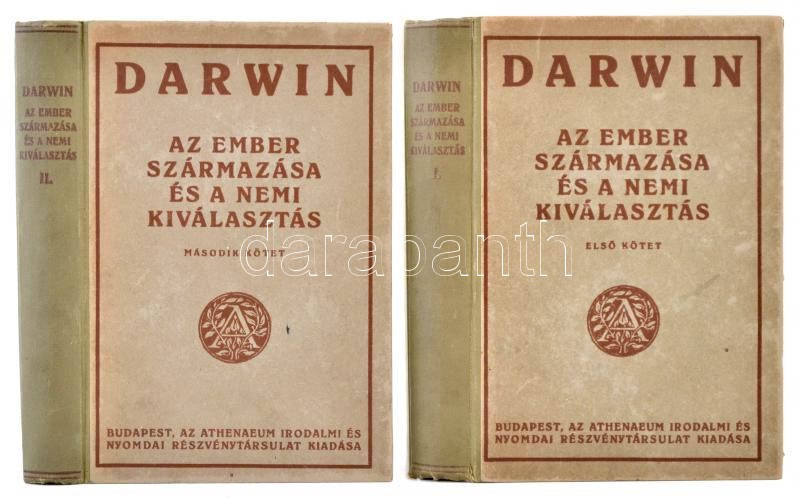 DARWIN
AZ EMBER
SZÁRMAZÁSA
ÉS A NEMI
KIVÁLASZTÁS
II.
DARWIN
AZ EMBER
SZÁRMAZÁSA
ÉS A NEMI
KIVÁLASZTÁS
MÁSODIK KÖTET
A
BUDAPEST, AZ ATHENAEUM IRODALMI ÉS
NYOMDAI RÉSZVÉNYTÁRSULAT KIADÁSA
DARWIN
AZ EMBER
SZÁRMAZÁSA
ÉS A NEMI
KIVÁLASZTÁS
I.
DARWIN
AZ EMBER
SZÁRMAZÁSA
ÉS A NEMI
KIVÁLASZTÁS
ELSŐ KÖTET
A
BUDAPEST, AZ ATHENAEUM IRODALMI ÉS
NYOMDAI RÉSZVÉNYTÁRSULAT KIADÁSA
darabanth